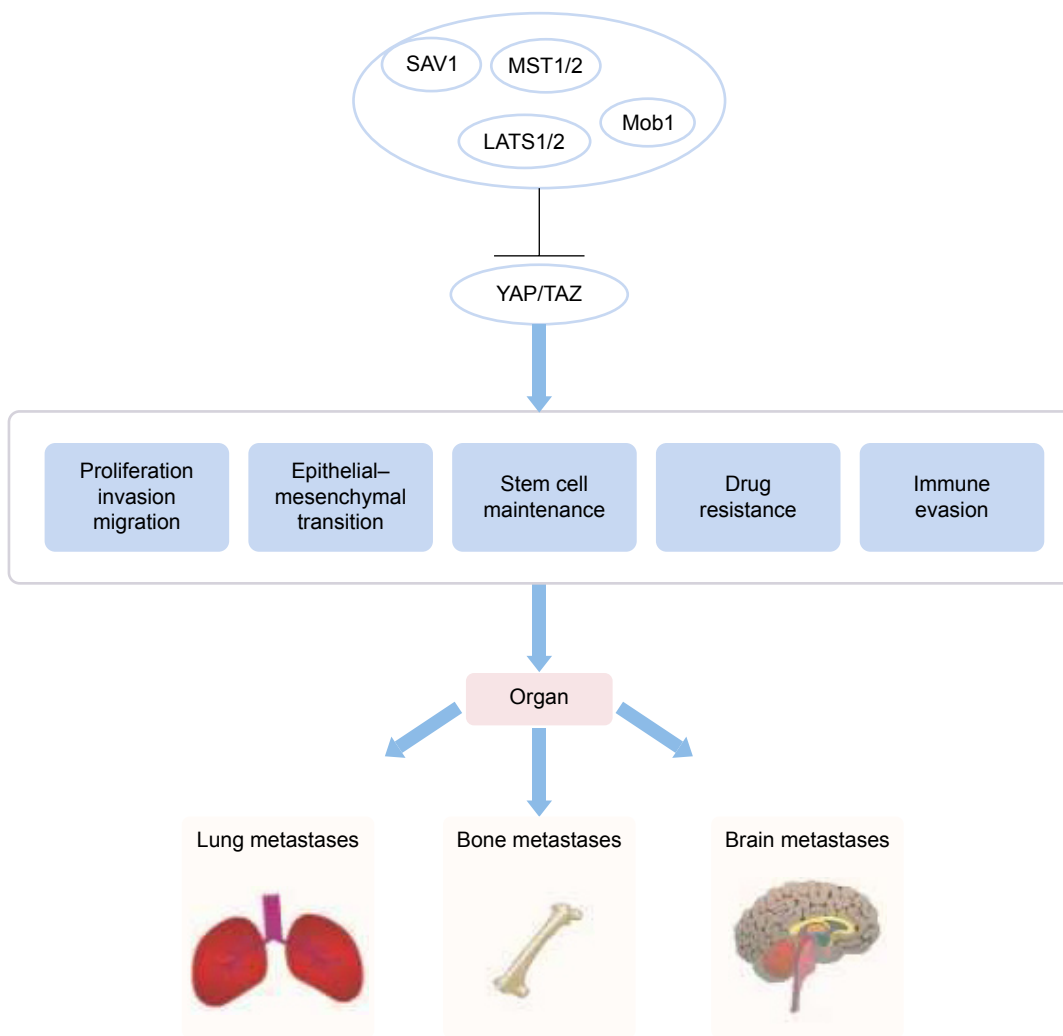 SAV1
MST1/2
Mob1
LATS1/2
YAP/TAZ
Proliferation
invasion
migration
Epithelial–
mesenchymal
transition
Stem cell
maintenance
Drug
resistance
Immune
evasion
Organ
Lung metastases
Bone metastases
Brain metastases